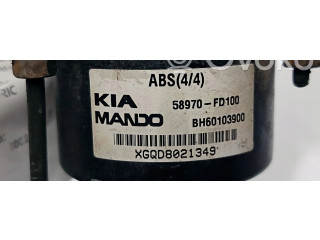 ABS(4/4)
KIA 58970-FD100
MANDO BH60103900
XGQD8021349